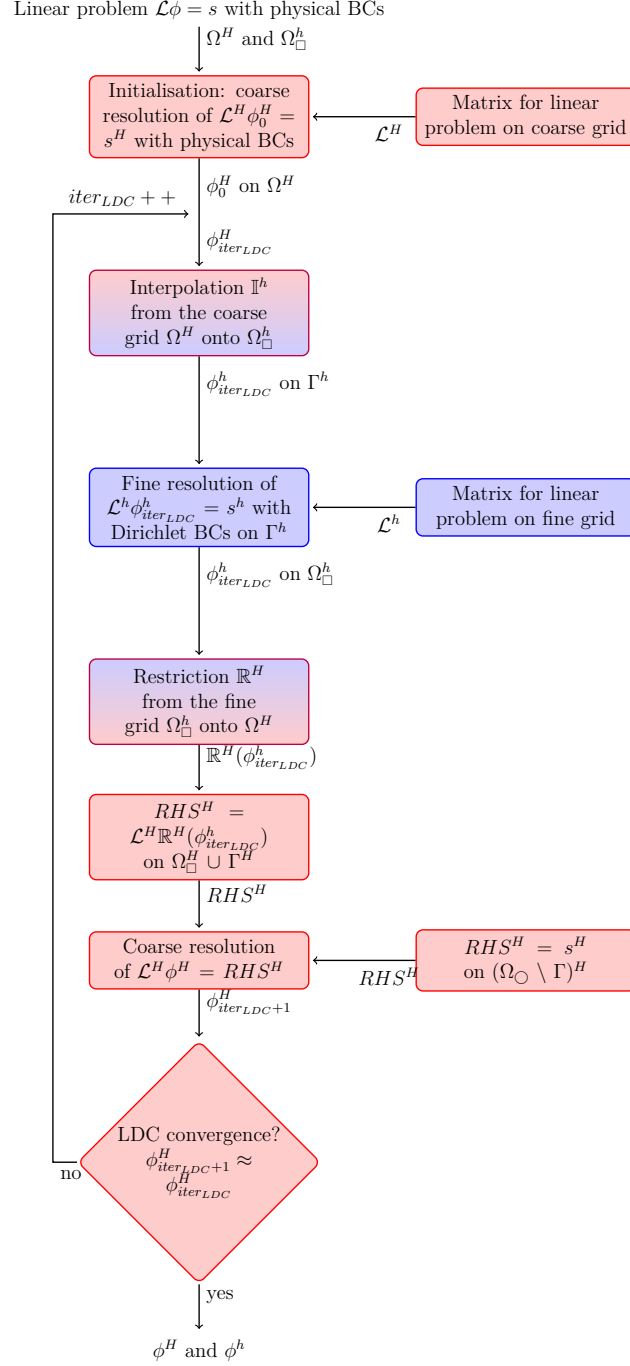 Linear problem $\mathcal{L}\phi = s$ with physical BCs
$\Omega^H$ and $\Omega^h_\square$
Initialisation: coarse
resolution of $\mathcal{L}^H\phi^H_0 =$
$s^H$ with physical BCs
$\mathcal{L}^H$
Matrix for linear
problem on coarse grid
$\phi^H_0$ on $\Omega^H$
$iter_{LDC}++$
$\phi^H_{iter_{LDC}}$
Interpolation $\mathbb{I}^h$
from the coarse
grid $\Omega^H$ onto $\Omega^h_\square$
$\phi^h_{iter_{LDC}}$ on $\Gamma^h$
Fine resolution of
$\mathcal{L}^h\phi^h_{iter_{LDC}} = s^h$ with
Dirichlet BCs on $\Gamma^h$
$\mathcal{L}^h$
Matrix for linear
problem on fine grid
$\phi^h_{iter_{LDC}}$ on $\Omega^h_\square$
Restriction $\mathbb{R}^H$
from the fine
grid $\Omega^h_\square$ onto $\Omega^H$
$\mathbb{R}^H(\phi^h_{iter_{LDC}})$
$RHS^H =$
$\mathcal{L}^H\mathbb{R}^H(\phi^h_{iter_{LDC}})$
on $\Omega^H_\square \cup \Gamma^H$
$RHS^H$
Coarse resolution
of $\mathcal{L}^H\phi^H = RHS^H$
$RHS^H$
$RHS^H = s^H$
on $(\Omega_\bigcirc \setminus \Gamma)^H$
$\phi^H_{iter_{LDC}+1}$
LDC convergence?
$\phi^H_{iter_{LDC}+1} \approx$
$\phi^H_{iter_{LDC}}$
no
yes
$\phi^H$ and $\phi^h$